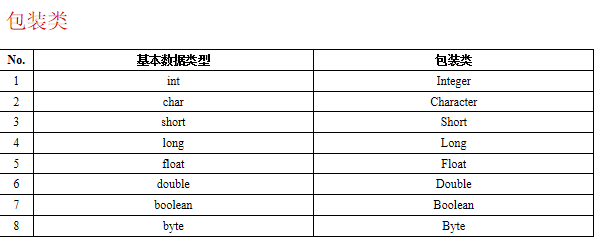 包装类
No. 基本数据类型 包装类
1 int Integer
2 char Character
3 short Short
4 long Long
5 float Float
6 double Double
7 boolean Boolean
8 byte Byte